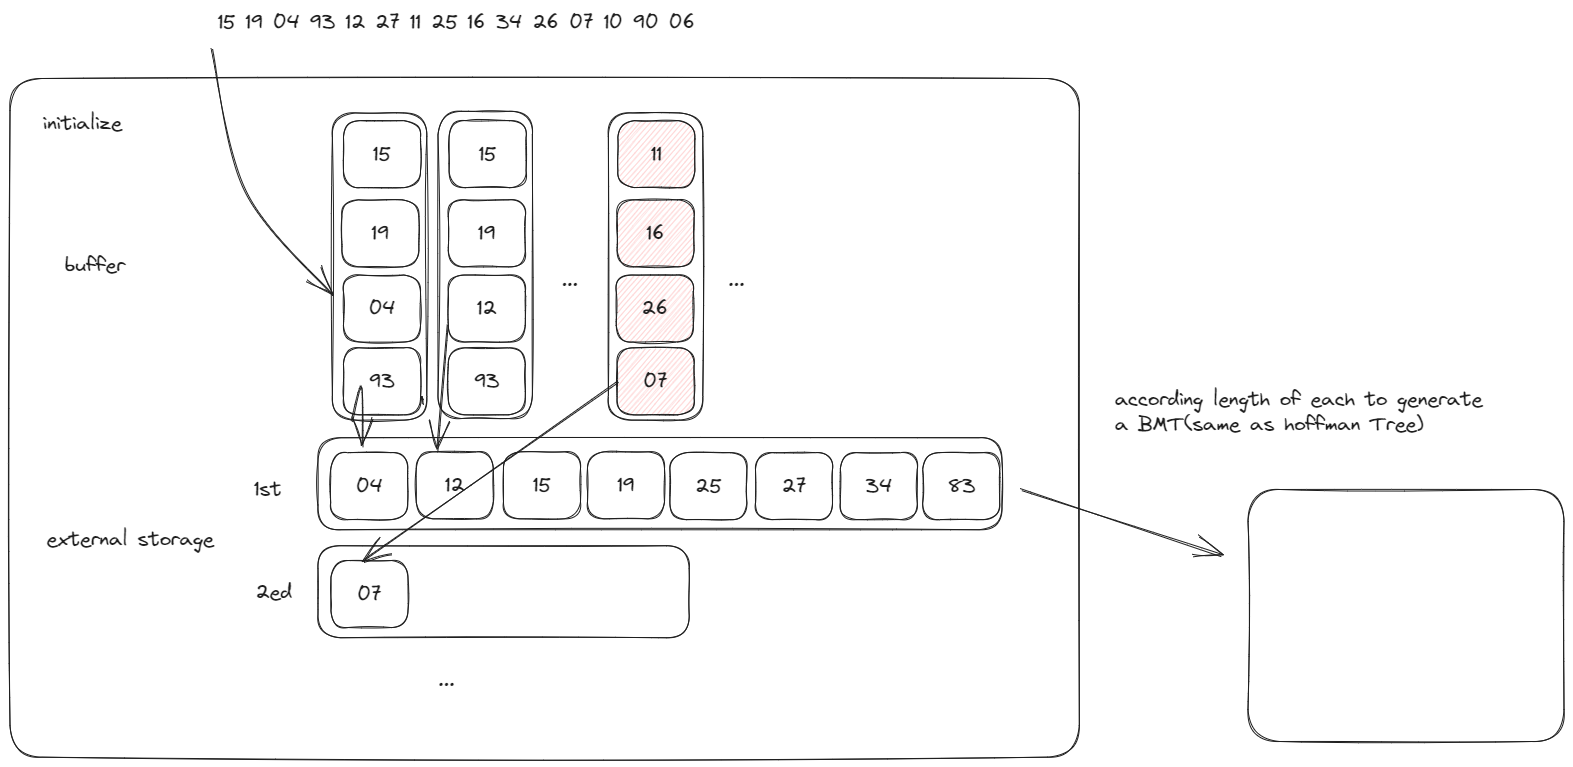 15 19 04 93 12 27 11 25 16 34 26 07 10 90 06
initialize
15 15 11
19 19 16
buffer
... ...
04 12 26
93 93 07
according length of each to generate
a BMT(same as hoffman Tree)
1st 04 12 15 19 25 27 34 83
external storage
2ed 07
...